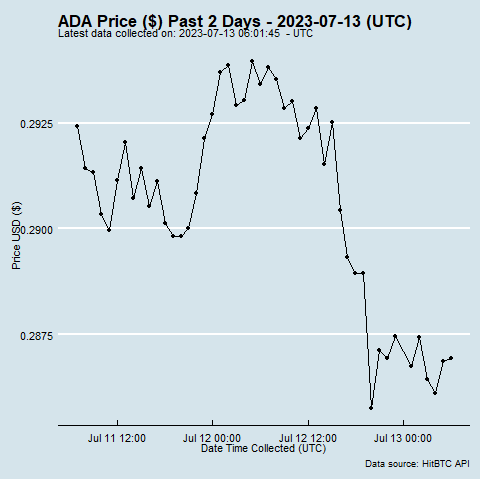 ADA Price ($) Past 2 Days - 2023-07-13 (UTC)
Latest data collected on: 2023-07-13 06:01:45 - UTC
0.2925
0.2900
0.2875
Price USD ($)
Jul 11 12:00 Jul 12 00:00 Jul 12 12:00 Jul 13 00:00
Date Time Collected (UTC)
Data source: HitBTC API